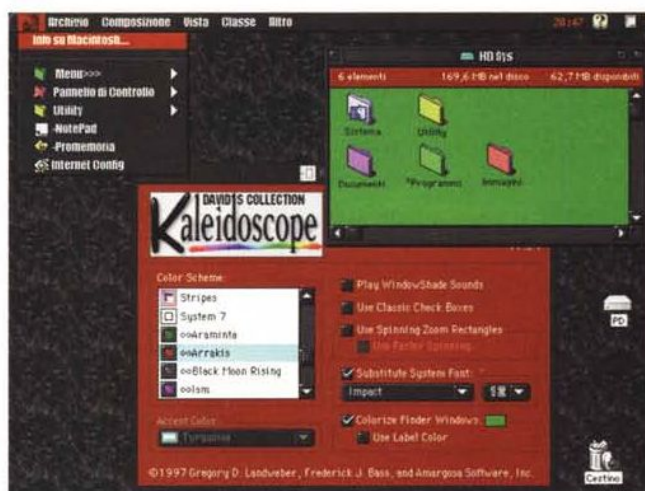 Archivio Composizione Vista Classe Altro 20:47
Info su Macintosh...
Menu>>>
Pannello di Controllo
Utility
-NotePad
-Promemoria
Internet Config
HD SYS
6 elementi 169,6 MB nel disco 62,7 MB disponibili
Sistema
Utility
Documenti
Programmi
Immagini
DAVID'S COLLECTION
Kaleidoscope
Color Scheme:
Stripes
System 7
∞Araminta
∞Arrakis
∞Black Moon Rising
∞Ism
Accent Color:
Turquoise
Play WindowShade Sounds
Use Classic Check Boxes
Use Spinning Zoom Rectangles
Use Faster Spinning
Substitute System Font:
Impact
Colorize Finder Windows:
Use Label Color
©1997 Gregory D. Landweber, Frederick J. Bass, and Amargosa Software, Inc.
PD
Cestino